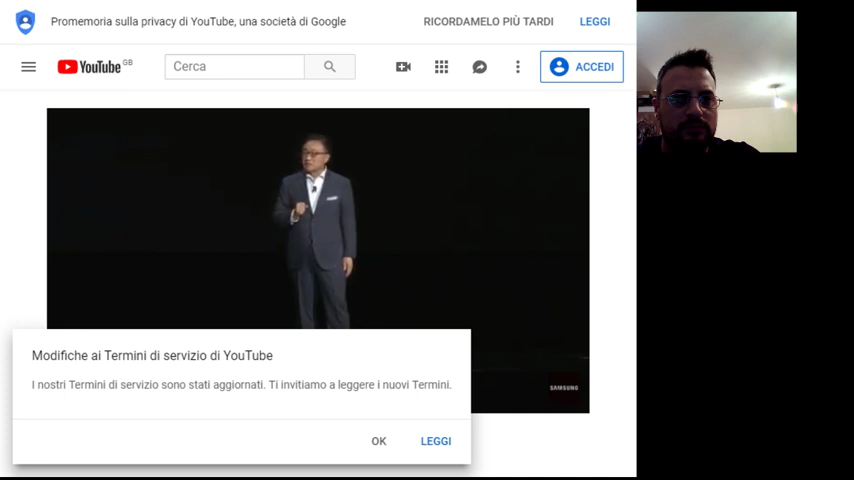 Promemoria sulla privacy di YouTube, una società di Google
RICORDAMELO PIÙ TARDI
LEGGI
YouTube GB
Cerca
ACCEDI
SAMSUNG
Modifiche ai Termini di servizio di YouTube
I nostri Termini di servizio sono stati aggiornati. Ti invitiamo a leggere i nuovi Termini.
OK
LEGGI